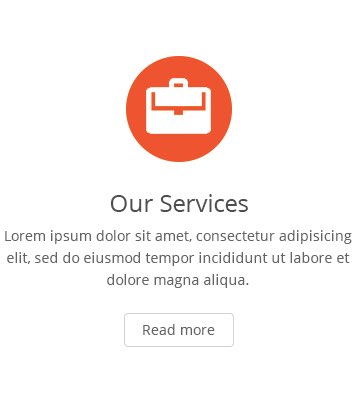 Our Services
Lorem ipsum dolor sit amet, consectetur adipisicing
elit, sed do eiusmod tempor incididunt ut labore et
dolore magna aliqua.
Read more